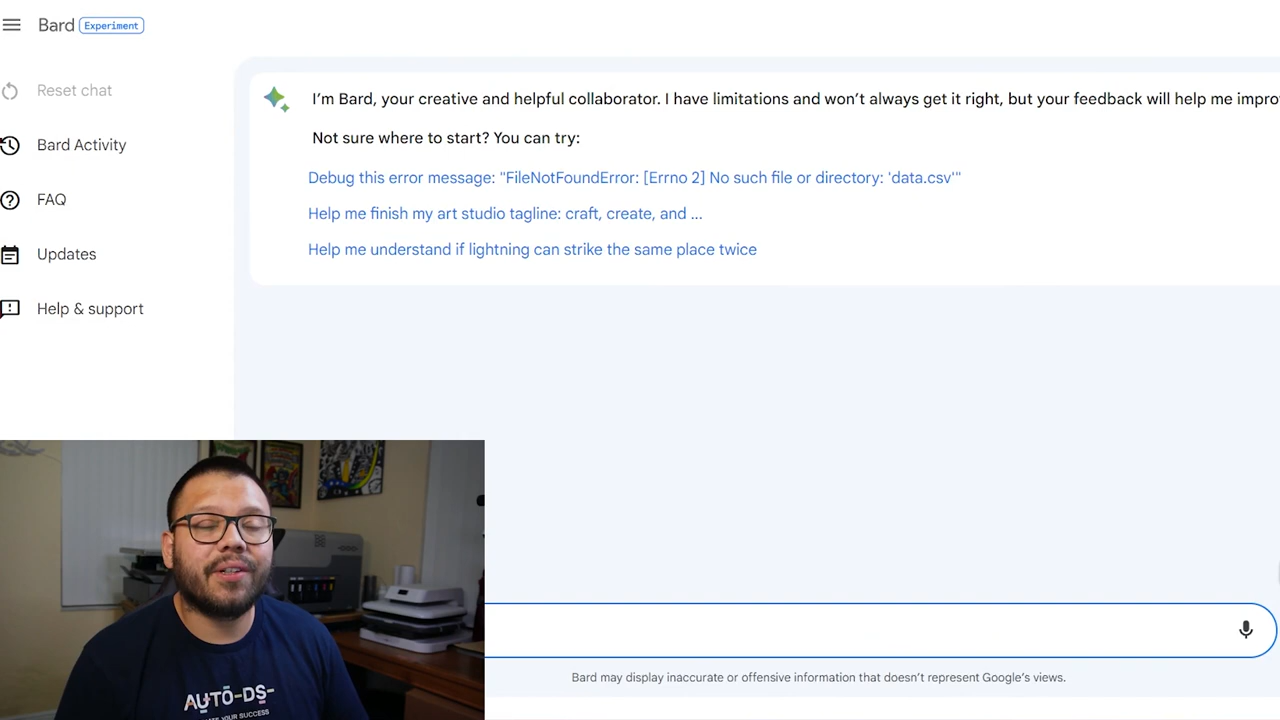 Bard Experiment
Reset chat
Bard Activity
FAQ
Updates
Help & support
I’m Bard, your creative and helpful collaborator. I have limitations and won’t always get it right, but your feedback will help me impro
Not sure where to start? You can try:
Debug this error message: "FileNotFoundError: [Errno 2] No such file or directory: 'data.csv'"
Help me finish my art studio tagline: craft, create, and ...
Help me understand if lightning can strike the same place twice
Bard may display inaccurate or offensive information that doesn’t represent Google’s views.
AUTO-DS-
ATE YOUR SUCCESS